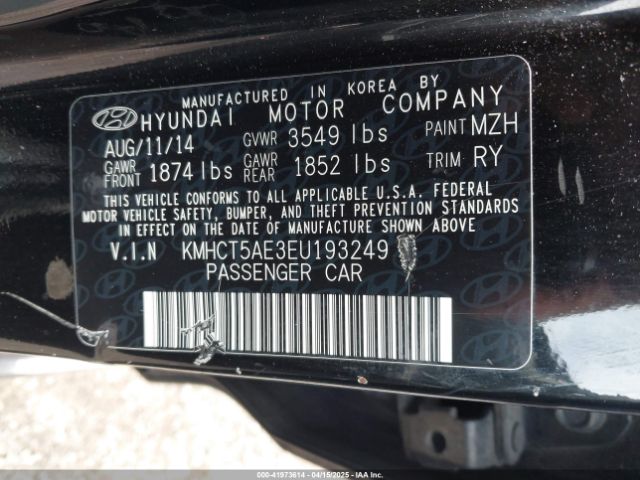 MANUFACTURED IN KOREA BY
HYUNDAI MOTOR COMPANY
AUG/11/14 GVWR 3549 lbs PAINT MZH
GAWR FRONT 1874 lbs GAWR REAR 1852 lbs TRIM RY
THIS VEHICLE CONFORMS TO ALL APPLICABLE U.S.A. FEDERAL
MOTOR VEHICLE SAFETY, BUMPER, AND THEFT PREVENTION STANDARDS
IN EFFECT ON THE DATE OF MANUFACTURE SHOWN ABOVE
V.I.N KMHCT5AE3EU193249
PASSENGER CAR
000-41973614 - 04/15/2025 - IAA Inc.